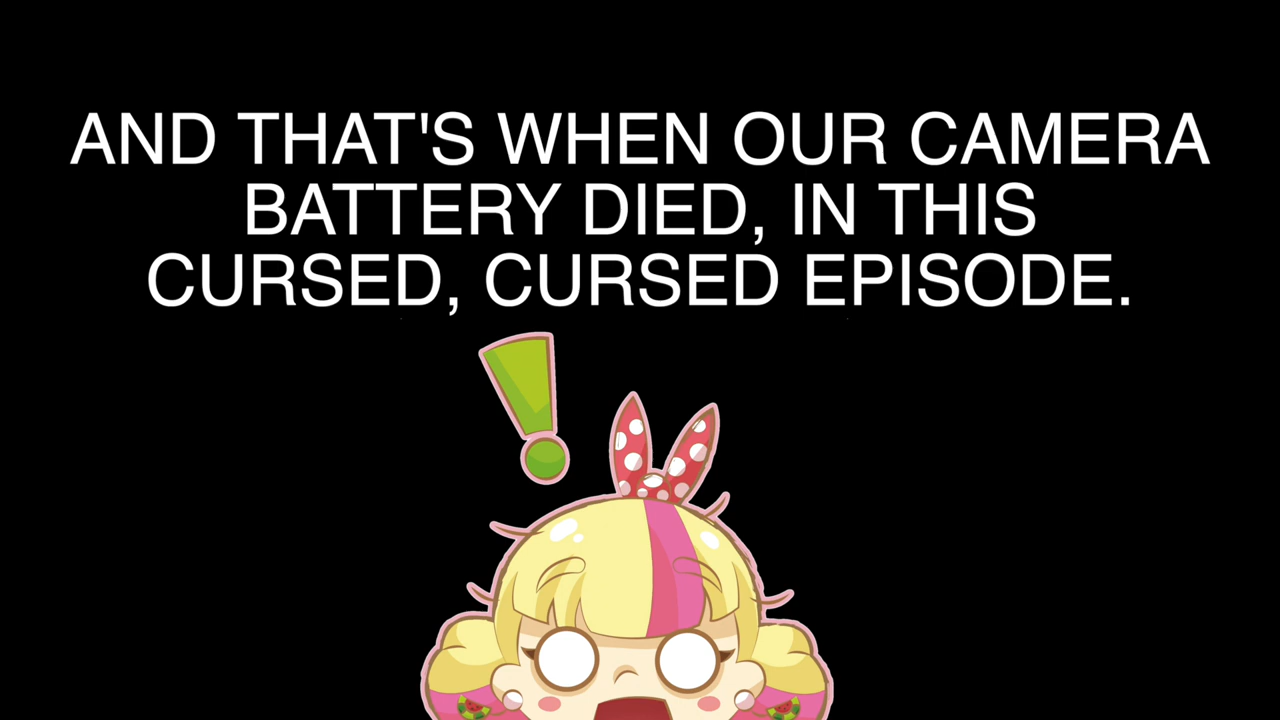 AND THAT'S WHEN OUR CAMERA
BATTERY DIED, IN THIS
CURSED, CURSED EPISODE.
!